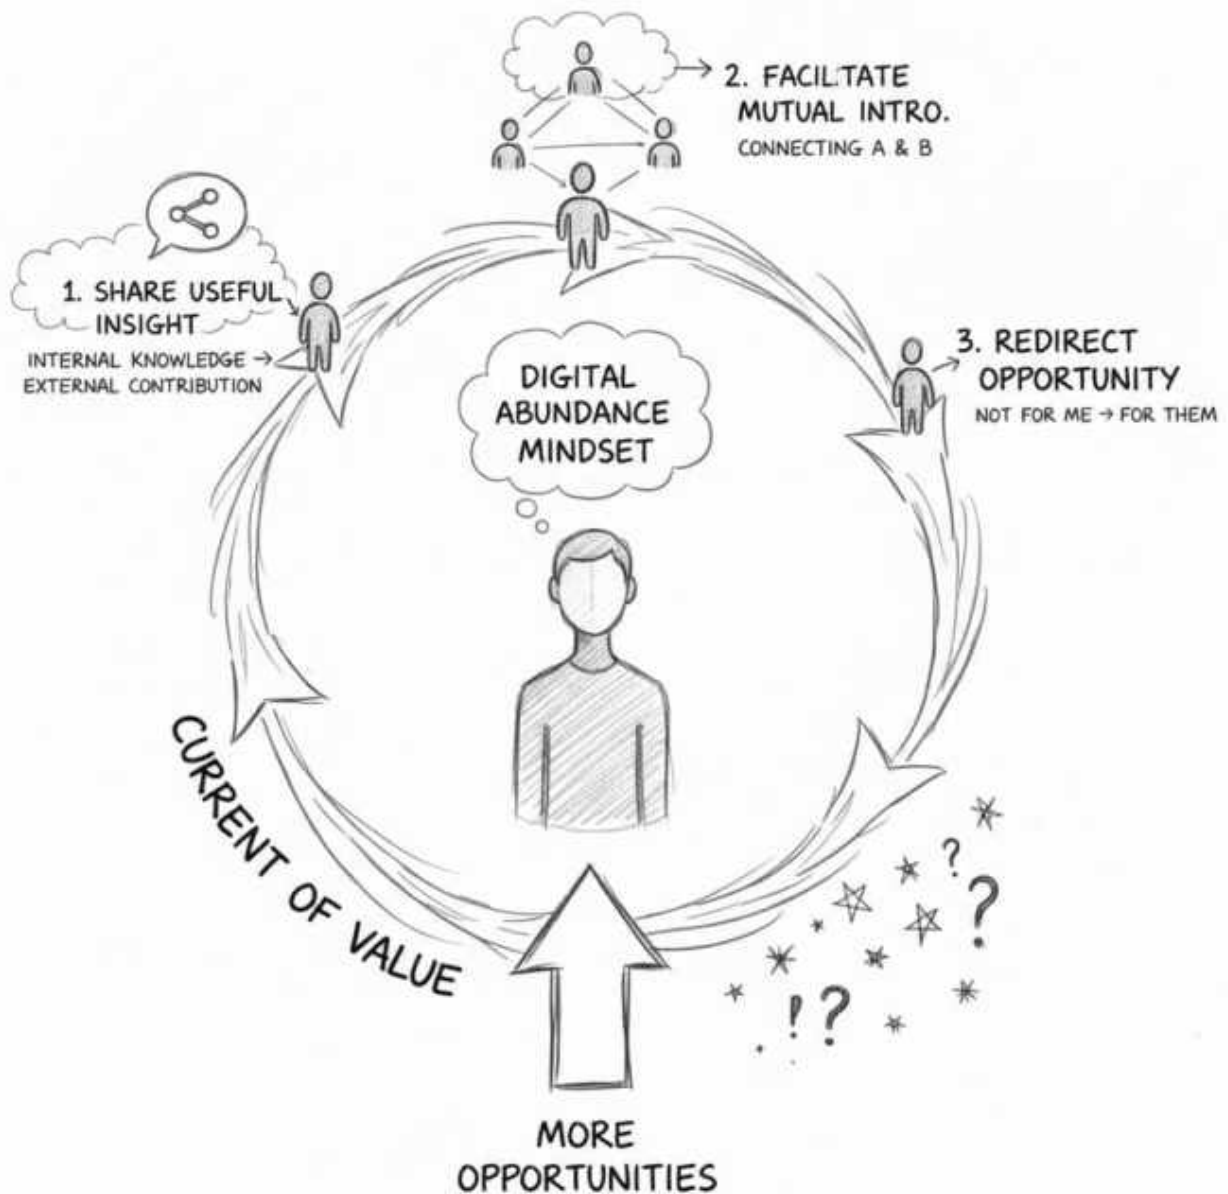 2. FACILITATE
MUTUAL INTRO.
CONNECTING A & B
1. SHARE USEFUL
INSIGHT
INTERNAL KNOWLEDGE →
EXTERNAL CONTRIBUTION
3. REDIRECT
OPPORTUNITY
NOT FOR ME → FOR THEM
DIGITAL
ABUNDANCE
MINDSET
CURRENT OF VALUE
?
?
!?
MORE
OPPORTUNITIES